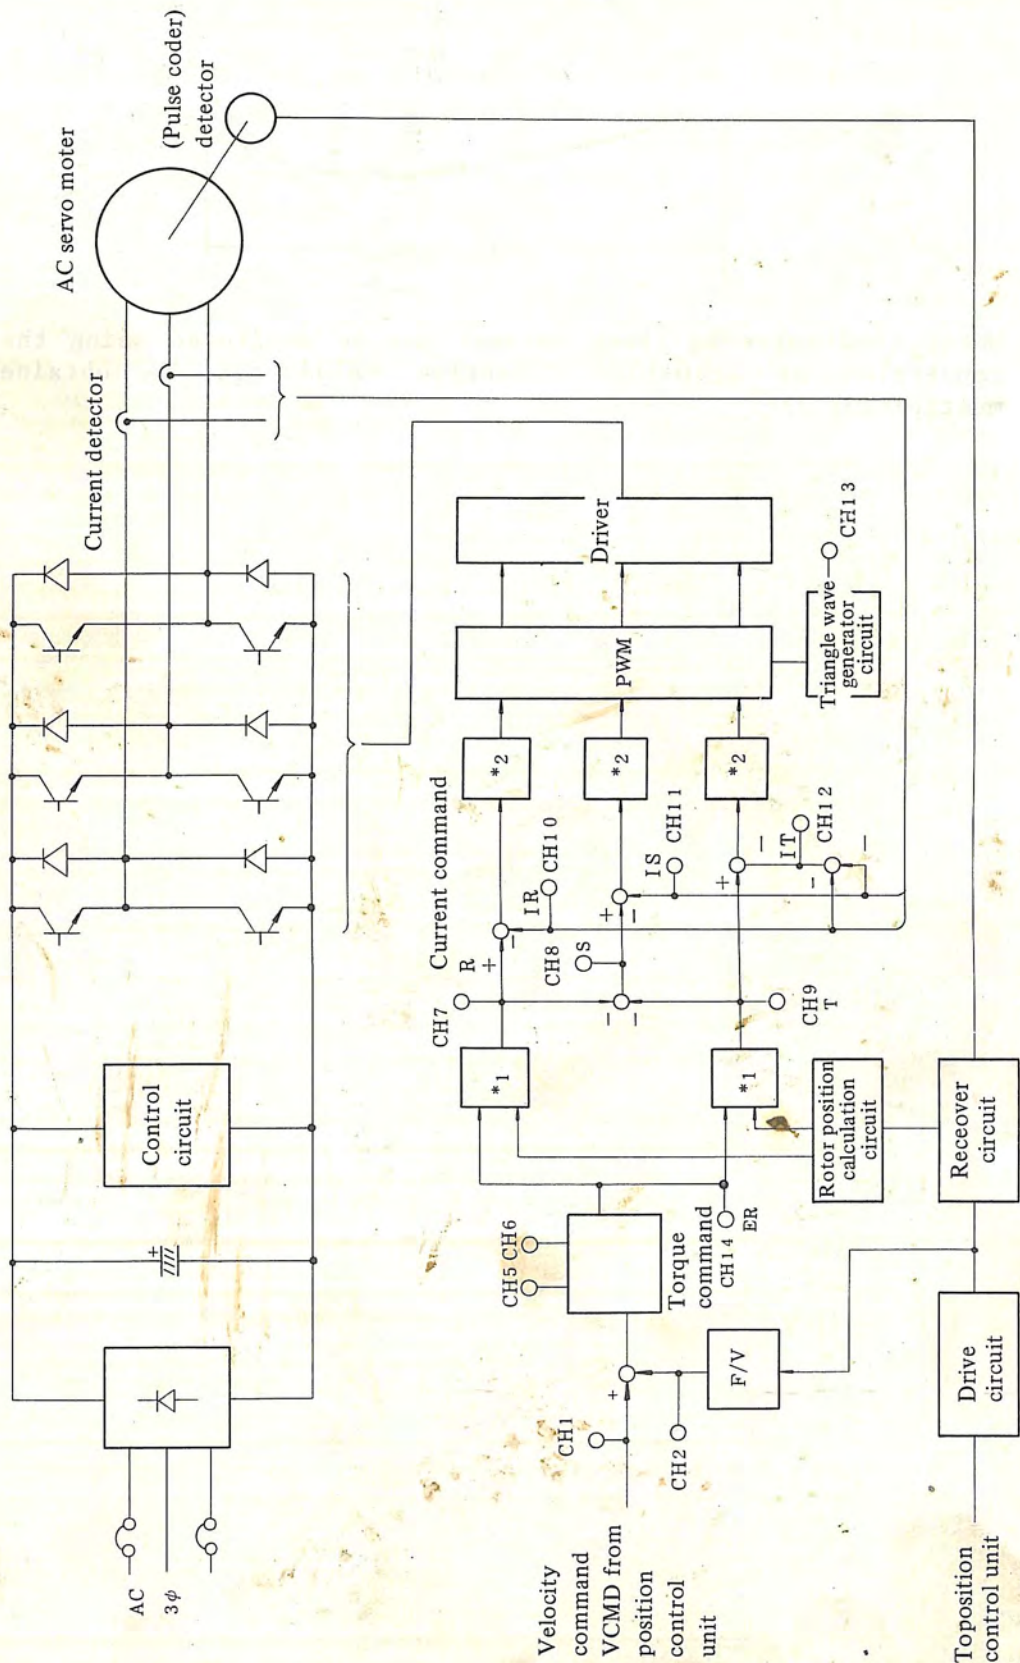 AC
3φ
Control
circuit
Current detector
AC servo moter
(Pulse coder)
detector
Velocity
command
VCMD from
position
control
unit
CH1
+
CH2
F/V
CH5
CH6
Torque
command
CH14
ER
*1
*1
Rotor position
calculation
circuit
CH7
R
+
−
Current command
IR
CH10
CH8
S
+
−
−
−
IS
CH11
CH9
T
+
−
IT
CH12
−
−
*2
*2
*2
PWM
Driver
Triangle wave
generator
circuit
CH13
Toposition
control unit
Drive
circuit
Receover
circuit
+